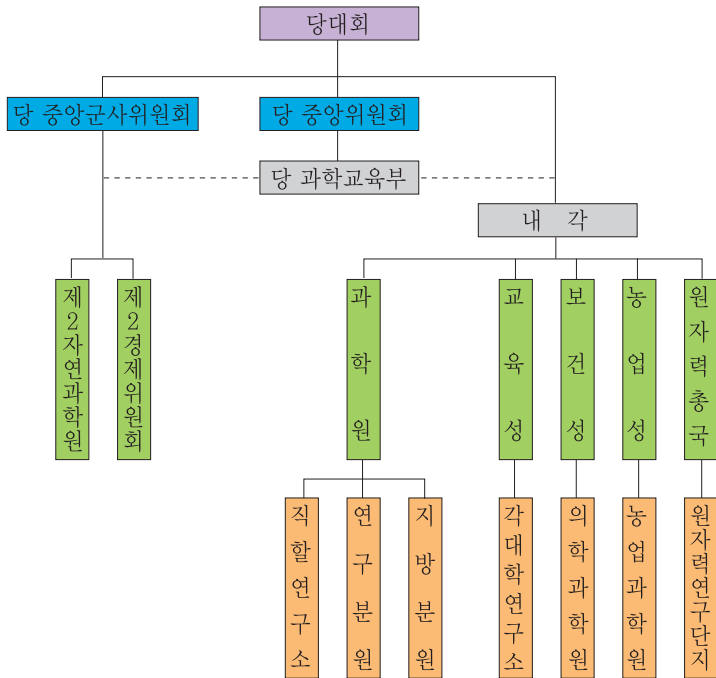 당대회
당 중앙군사위원회
당 중앙위원회
당 과학교육부
내 각
제2자연과학원
제2경제위원회
과학원
교육성
보건성
농업성
원자력총국
직할연구소
연구분원
지방분원
각대학연구소
의학과학원
농업과학원
원자력연구단지